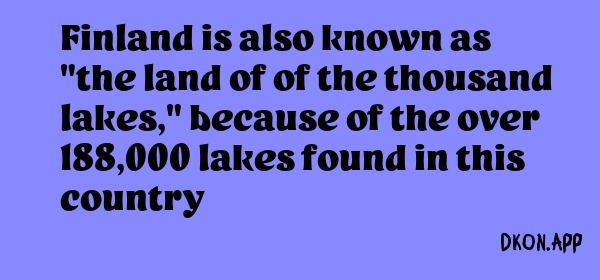 Finland is also known as
"the land of of the thousand
lakes," because of the over
188,000 lakes found in this
country
DKON.APP